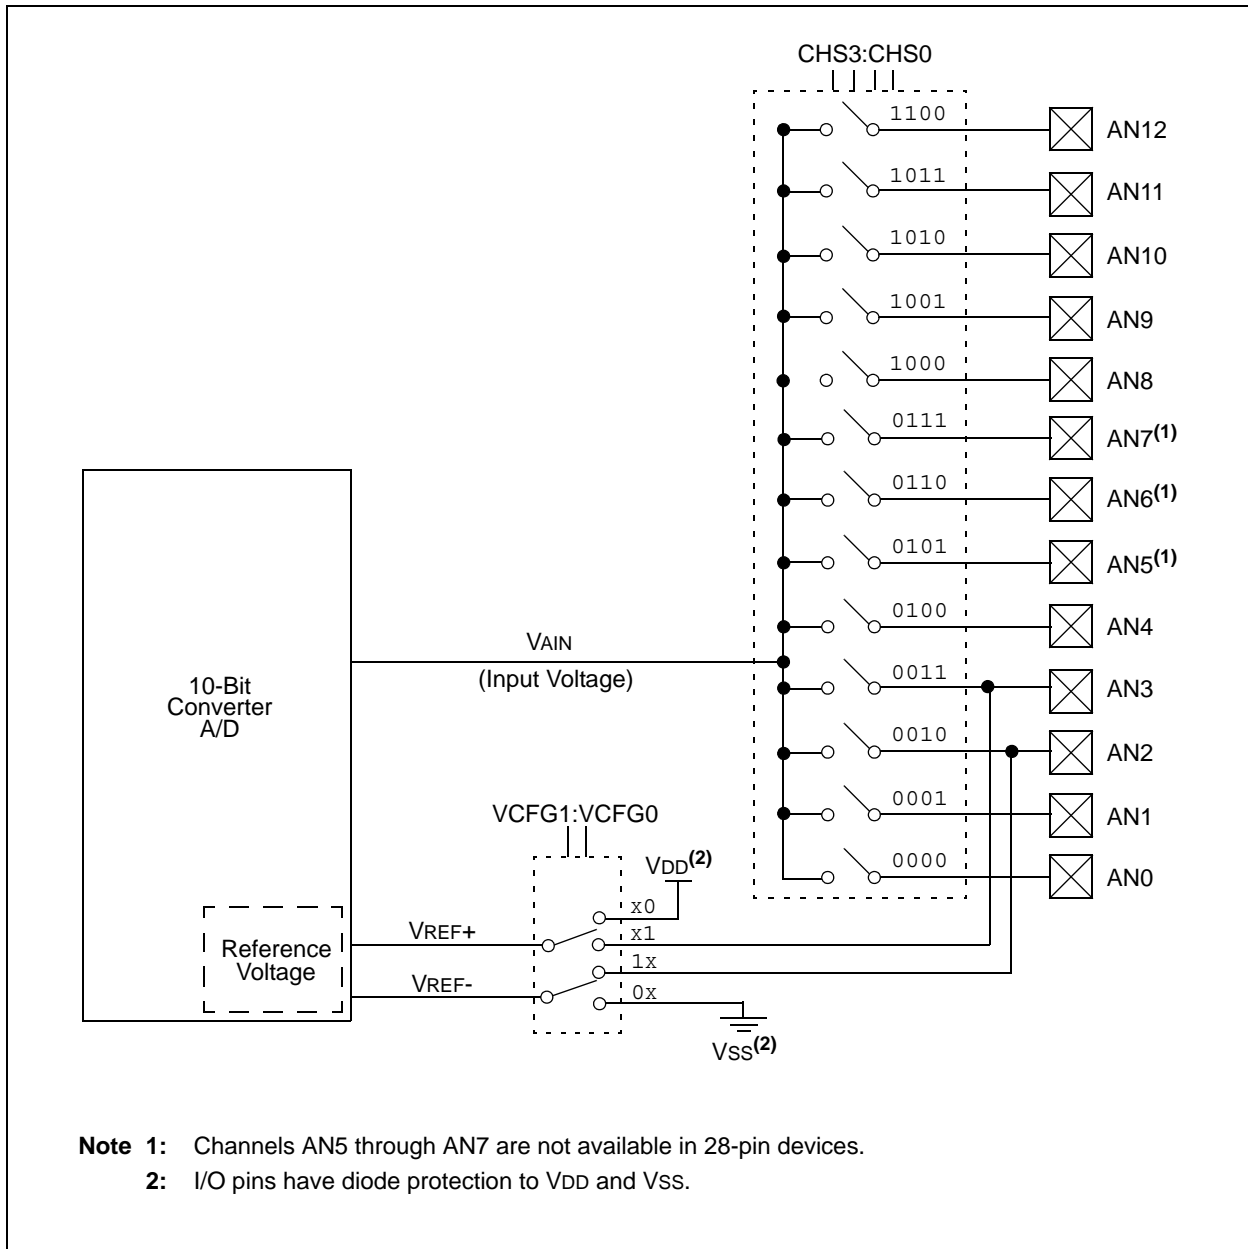 CHS3:CHS0
1100
AN12
1011
AN11
1010
AN10
1001
AN9
1000
AN8
0111
AN7(1)
0110
AN6(1)
0101
AN5(1)
0100
AN4
VAIN
(Input Voltage)
0011
AN3
10-Bit
Converter
A/D
0010
AN2
0001
AN1
VCFG1:VCFG0
VDD(2)
0000
AN0
x0
VREF+
x1
Reference
Voltage
1x
VREF-
0x
VSS(2)
Note 1: Channels AN5 through AN7 are not available in 28-pin devices.
2: I/O pins have diode protection to VDD and VSS.